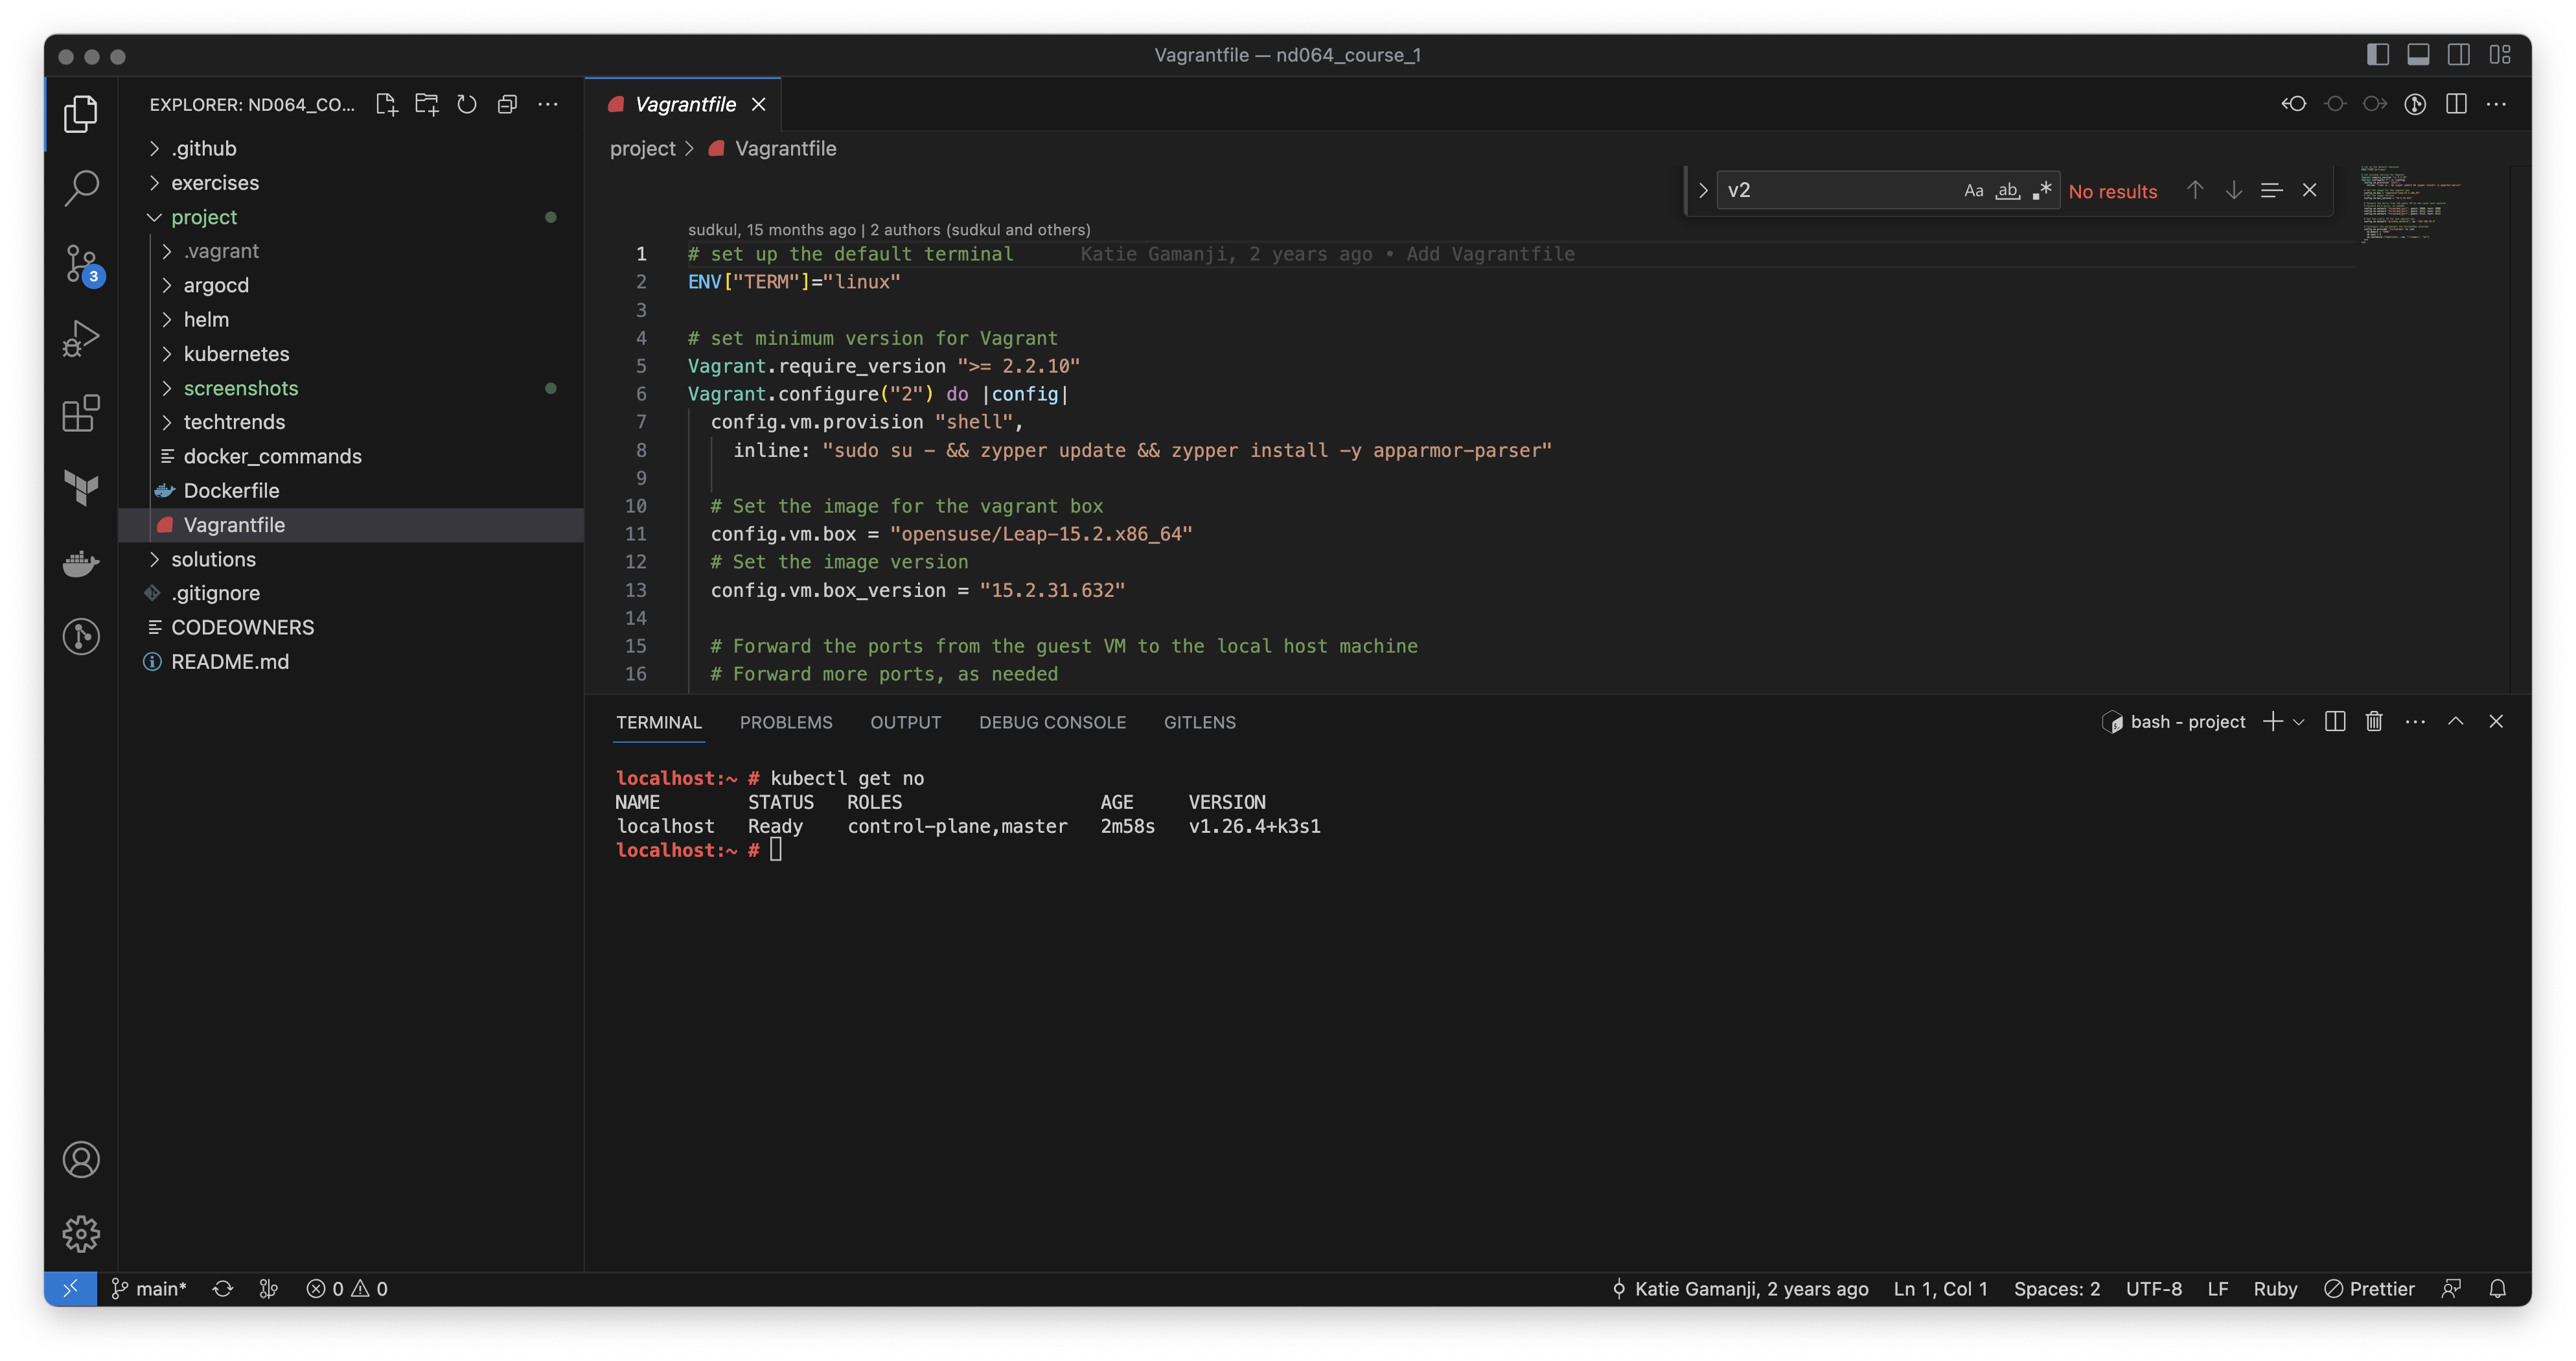 Vagrantfile — nd064_course_1
EXPLORER: ND064_CO...
.github
exercises
project
.vagrant
argocd
helm
kubernetes
screenshots
techtrends
docker_commands
Dockerfile
Vagrantfile
solutions
.gitignore
CODEOWNERS
README.md
3
Vagrantfile
project > Vagrantfile
v2 Aa ab No results
sudkul, 15 months ago | 2 authors (sudkul and others)
1 # set up the default terminal Katie Gamanji, 2 years ago • Add Vagrantfile
2 ENV["TERM"]="linux"
3
4 # set minimum version for Vagrant
5 Vagrant.require_version ">= 2.2.10"
6 Vagrant.configure("2") do |config|
7 config.vm.provision "shell",
8 inline: "sudo su - && zypper update && zypper install -y apparmor-parser"
9
10 # Set the image for the vagrant box
11 config.vm.box = "opensuse/Leap-15.2.x86_64"
12 # Set the image version
13 config.vm.box_version = "15.2.31.632"
14
15 # Forward the ports from the guest VM to the local host machine
16 # Forward more ports, as needed
TERMINAL PROBLEMS OUTPUT DEBUG CONSOLE GITLENS bash - project
localhost:~ # kubectl get no
NAME STATUS ROLES AGE VERSION
localhost Ready control-plane,master 2m58s v1.26.4+k3s1
localhost:~ #
main* 0 0 Katie Gamanji, 2 years ago Ln 1, Col 1 Spaces: 2 UTF-8 LF Ruby Prettier